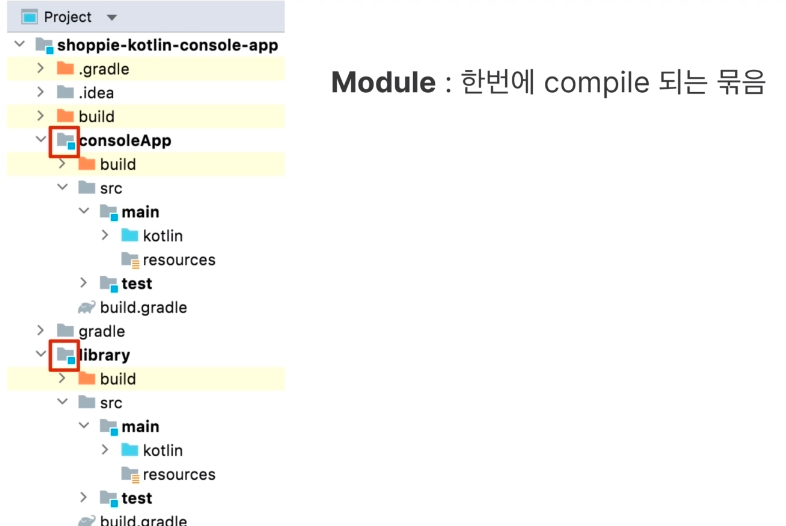 Project
shoppie-kotlin-console-app
.gradle
.idea
build
consoleApp
build
src
main
kotlin
resources
test
build.gradle
gradle
library
build
src
main
kotlin
resources
test
build.gradle
Module : 한번에 compile 되는 묶음